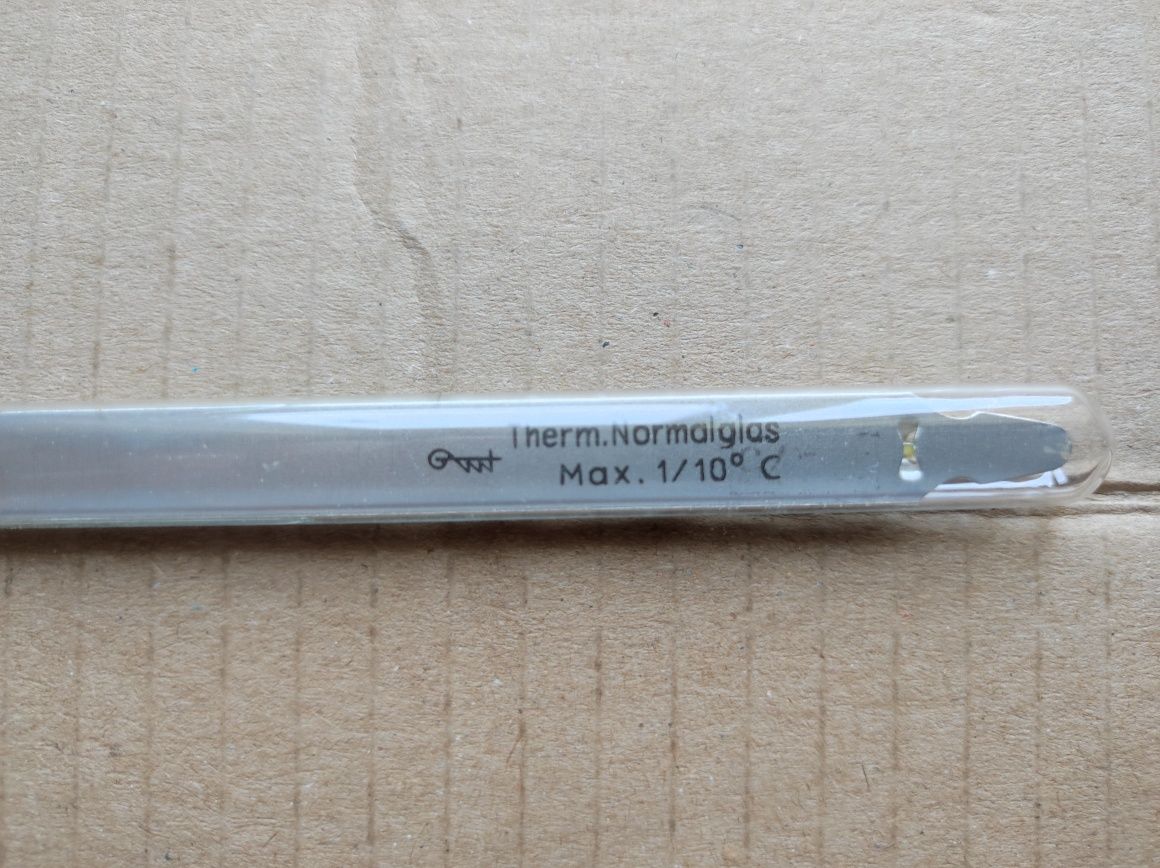 Therm.Normalglas
Max. 1/10° C